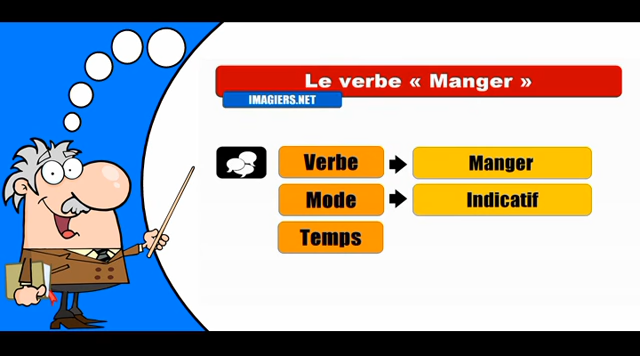 Le verbe « Manger »
IMAGIERS.NET
Verbe Manger
Mode Indicatif
Temps